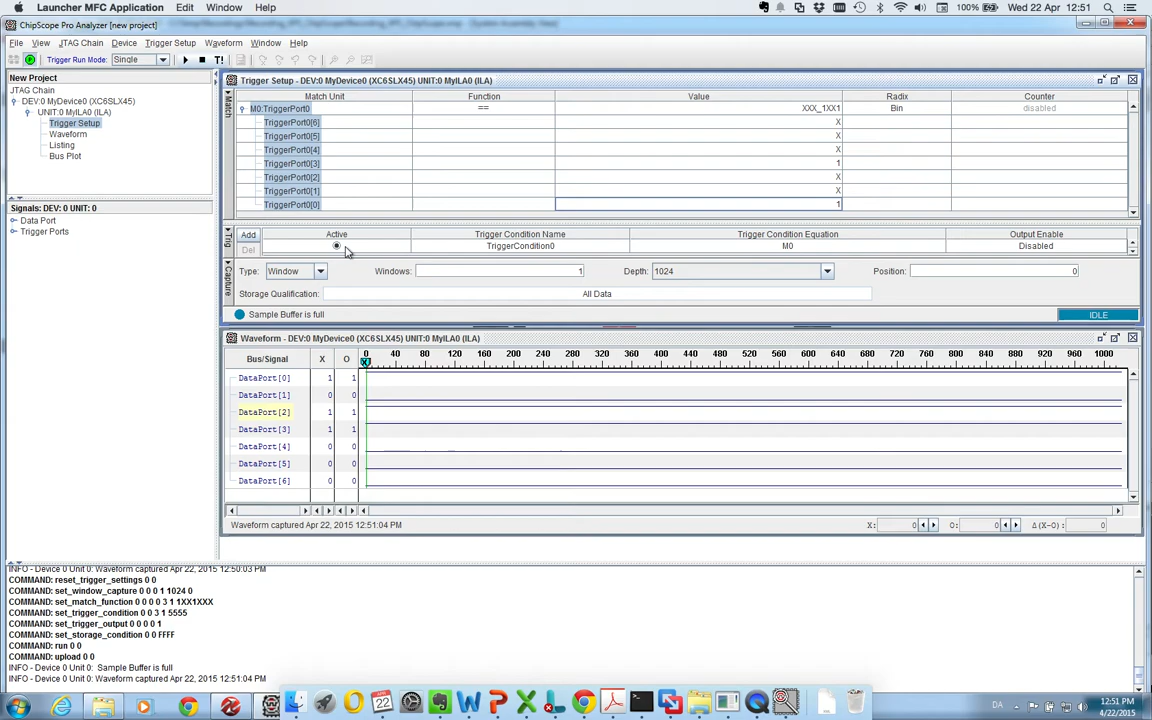 Launcher MFC Application Edit Window Help
100% Wed 22 Apr 12:51
ChipScope Pro Analyzer [new project]
File View JTAG Chain Device Trigger Setup Waveform Window Help
Trigger Run Mode: Single T!
New Project
JTAG Chain
DEV:0 MyDevice0 (XC6SLX45)
UNIT:0 MyILA0 (ILA)
Trigger Setup
Waveform
Listing
Bus Plot
Signals: DEV: 0 UNIT: 0
Data Port
Trigger Ports
Trigger Setup - DEV:0 MyDevice0 (XC6SLX45) UNIT:0 MyILA0 (ILA)
Match
Match Unit Function Value Radix Counter
M0:TriggerPort0 == XXX_1XX1 Bin disabled
TriggerPort0[6] X
TriggerPort0[5] X
TriggerPort0[4] X
TriggerPort0[3] 1
TriggerPort0[2] X
TriggerPort0[1] X
TriggerPort0[0] 1
Trig
Add Active Trigger Condition Name Trigger Condition Equation Output Enable
Del TriggerCondition0 M0 Disabled
Capture
Type: Window Windows: 1 Depth: 1024 Position: 0
Storage Qualification: All Data
Sample Buffer is full IDLE
Waveform - DEV:0 MyDevice0 (XC6SLX45) UNIT:0 MyILA0 (ILA)
Bus/Signal X O 0 40 80 120 160 200 240 280 320 360 400 440 480 520 560 600 640 680 720 760 800 840 880 920 960 1000
DataPort[0] 1 1
DataPort[1] 0 0
DataPort[2] 1 1
DataPort[3] 1 1
DataPort[4] 0 0
DataPort[5] 0 0
DataPort[6] 0 0
Waveform captured Apr 22, 2015 12:51:04 PM X: 0 O: 0 Δ(X-O): 0
INFO - Device 0 Unit 0: Waveform captured Apr 22, 2015 12:50:03 PM
COMMAND: reset_trigger_settings 0 0
COMMAND: set_window_capture 0 0 0 1 1024 0
COMMAND: set_match_function 0 0 0 0 3 1 1XX1XXX
COMMAND: set_trigger_condition 0 0 3 1 5555
COMMAND: set_trigger_output 0 0 0 0 1
COMMAND: set_storage_condition 0 0 FFFF
COMMAND: run 0 0
COMMAND: upload 0 0
INFO - Device 0 Unit 0: Sample Buffer is full
INFO - Device 0 Unit 0: Waveform captured Apr 22, 2015 12:51:04 PM
DA 12:51 PM
4/22/2015